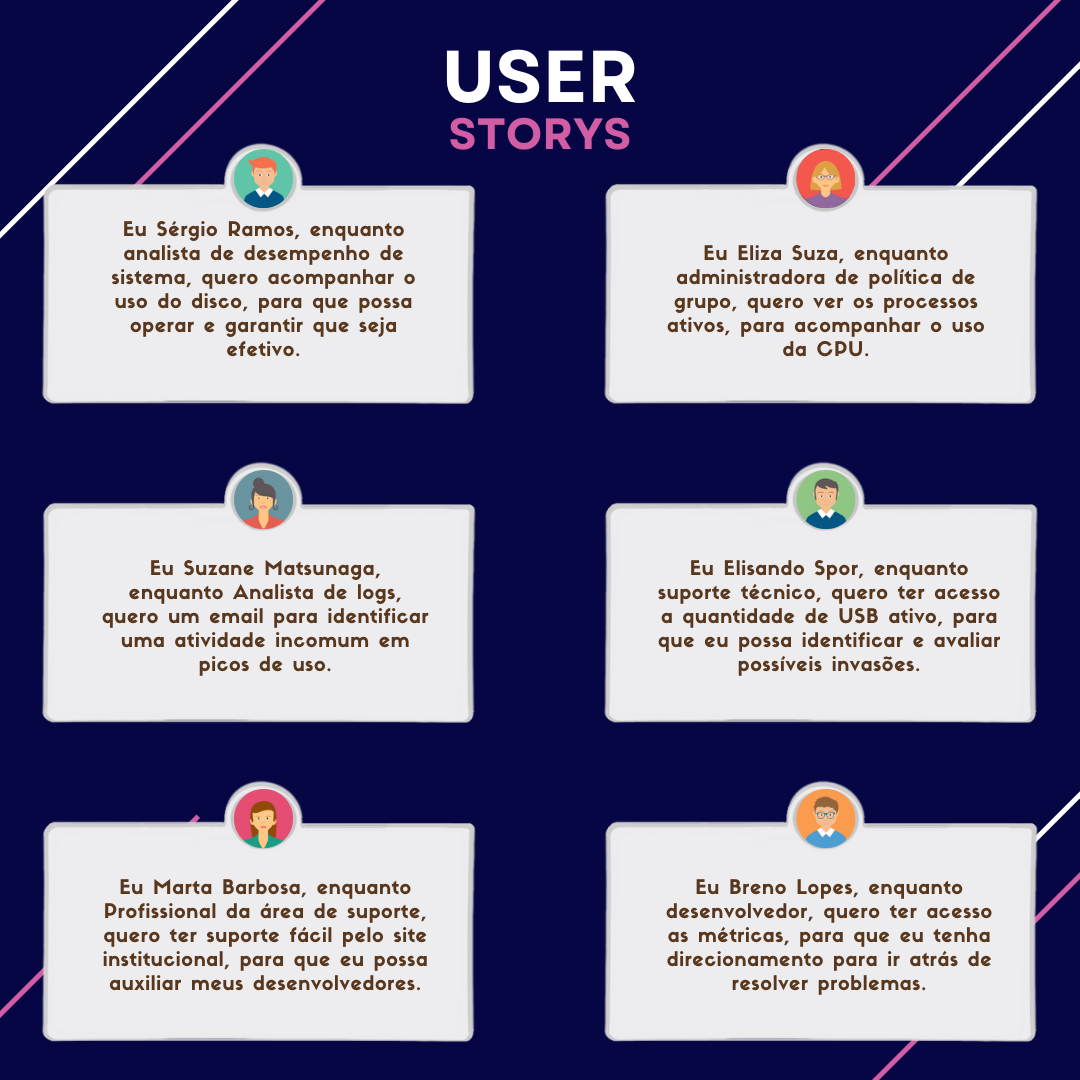 USER
STORYS
Eu Sérgio Ramos, enquanto
analista de desempenho de
sistema, quero acompanhar o
uso do disco, para que possa
operar e garantir que seja
efetivo.
Eu Eliza Suza, enquanto
administradora de política de
grupo, quero ver os processos
ativos, para acompanhar o uso
da CPU.
Eu Suzane Matsunaga,
enquanto Analista de logs,
quero um email para identificar
uma atividade incomum em
picos de uso.
Eu Elisando Spor, enquanto
suporte técnico, quero ter acesso
a quantidade de USB ativo, para
que eu possa identificar e avaliar
possíveis invasões.
Eu Marta Barbosa, enquanto
Profissional da área de suporte,
quero ter suporte fácil pelo site
institucional, para que eu possa
auxiliar meus desenvolvedores.
Eu Breno Lopes, enquanto
desenvolvedor, quero ter acesso
as métricas, para que eu tenha
direcionamento para ir atrás de
resolver problemas.